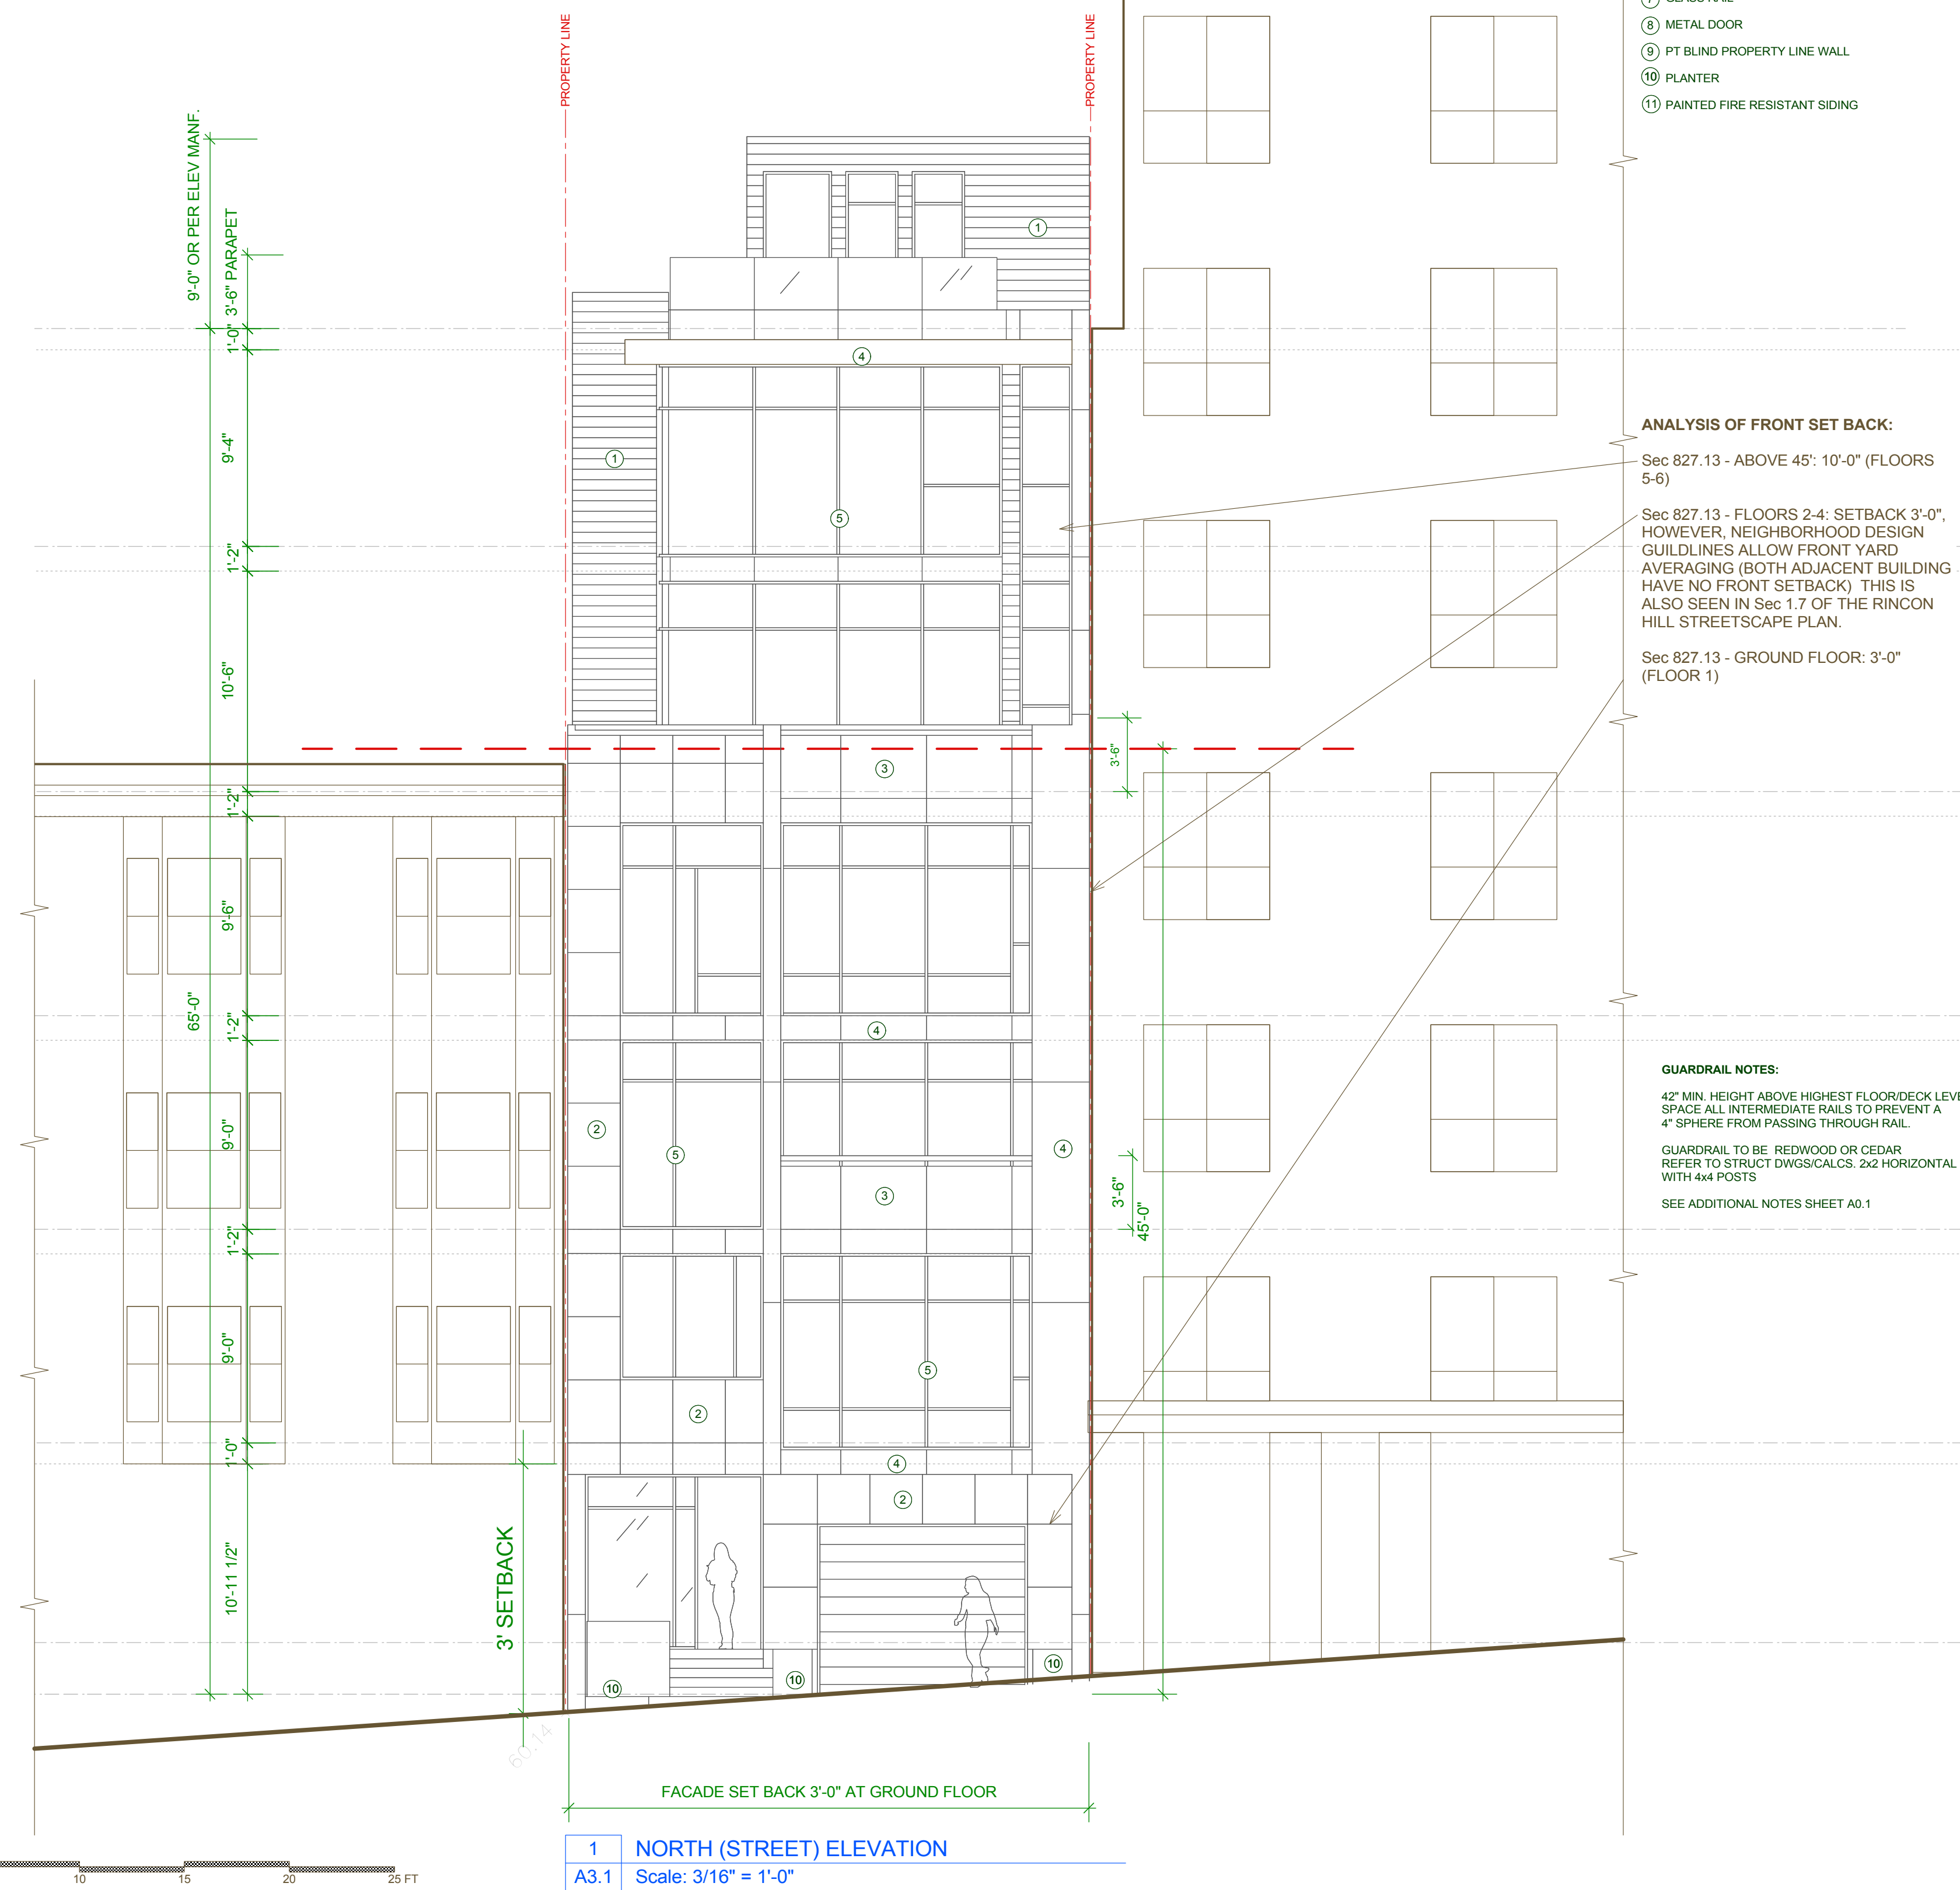 7 GLASS RAIL
8 METAL DOOR
9 PT BLIND PROPERTY LINE WALL
10 PLANTER
11 PAINTED FIRE RESISTANT SIDING
PROPERTY LINE
PROPERTY LINE
9'-0" OR PER ELEV MANF.
3'-6" PARAPET
1'-0"
9'-4"
1'-2"
10'-6"
1'-2"
9'-6"
65'-0"
1'-2"
9'-0"
1'-2"
9'-0"
1'-0"
10'-11 1/2"
3' SETBACK
1
4
1
5
3
4
2
5
4
3
5
2
4
2
10
10
10
3'-6"
3'-6"
45'-0"
ANALYSIS OF FRONT SET BACK:
Sec 827.13 - ABOVE 45': 10'-0" (FLOORS
5-6)
Sec 827.13 - FLOORS 2-4: SETBACK 3'-0",
HOWEVER, NEIGHBORHOOD DESIGN
GUILDLINES ALLOW FRONT YARD
AVERAGING (BOTH ADJACENT BUILDING
HAVE NO FRONT SETBACK) THIS IS
ALSO SEEN IN Sec 1.7 OF THE RINCON
HILL STREETSCAPE PLAN.
Sec 827.13 - GROUND FLOOR: 3'-0"
(FLOOR 1)
GUARDRAIL NOTES:
42" MIN. HEIGHT ABOVE HIGHEST FLOOR/DECK LEVE
SPACE ALL INTERMEDIATE RAILS TO PREVENT A
4" SPHERE FROM PASSING THROUGH RAIL.
GUARDRAIL TO BE REDWOOD OR CEDAR
REFER TO STRUCT DWGS/CALCS. 2x2 HORIZONTAL
WITH 4x4 POSTS
SEE ADDITIONAL NOTES SHEET A0.1
60.14
FACADE SET BACK 3'-0" AT GROUND FLOOR
1 NORTH (STREET) ELEVATION
A3.1 Scale: 3/16" = 1'-0"
10 15 20 25 FT